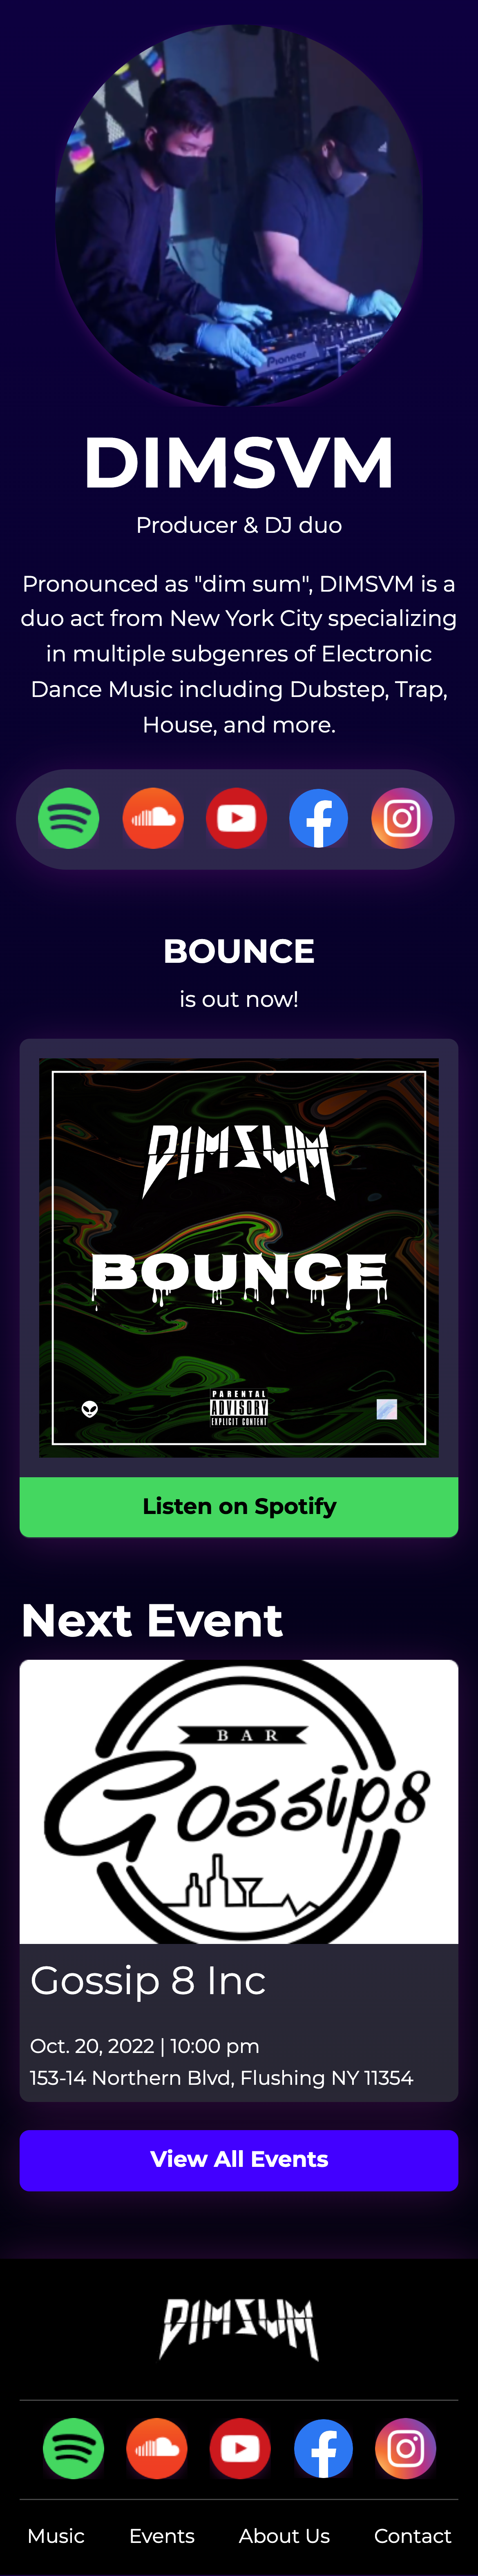 Pioneer
DIMSVM
Producer & DJ duo
Pronounced as "dim sum", DIMSVM is a
duo act from New York City specializing
in multiple subgenres of Electronic
Dance Music including Dubstep, Trap,
House, and more.
BOUNCE
is out now!
DIMSVM
BOUNCE
PARENTAL
ADVISORY
EXPLICIT CONTENT
Listen on Spotify
Next Event
BAR
Gossip8
Gossip 8 Inc
Oct. 20, 2022 | 10:00 pm
153-14 Northern Blvd, Flushing NY 11354
View All Events
DIMSVM
Music Events About Us Contact